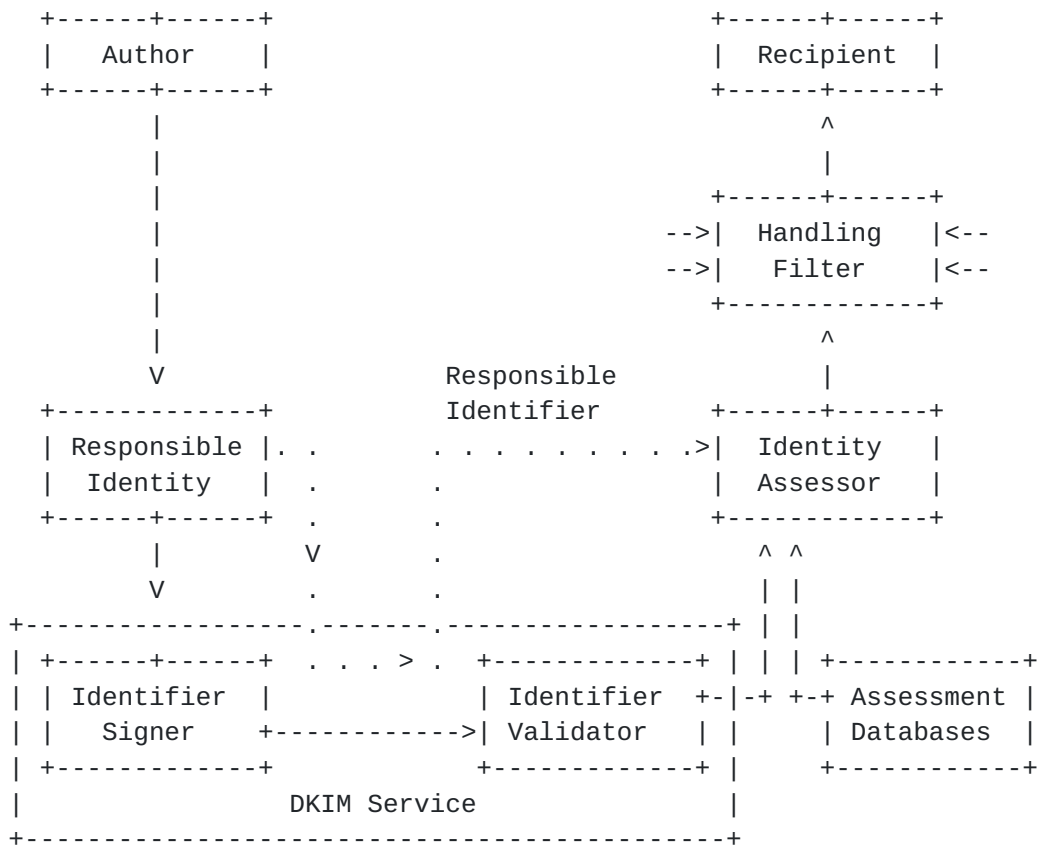 Author Recipient
Handling
Filter
Responsible
Identifier
Responsible Identity
Identity Assessor
Identifier Identifier Assessment
Signer Validator Databases
DKIM Service